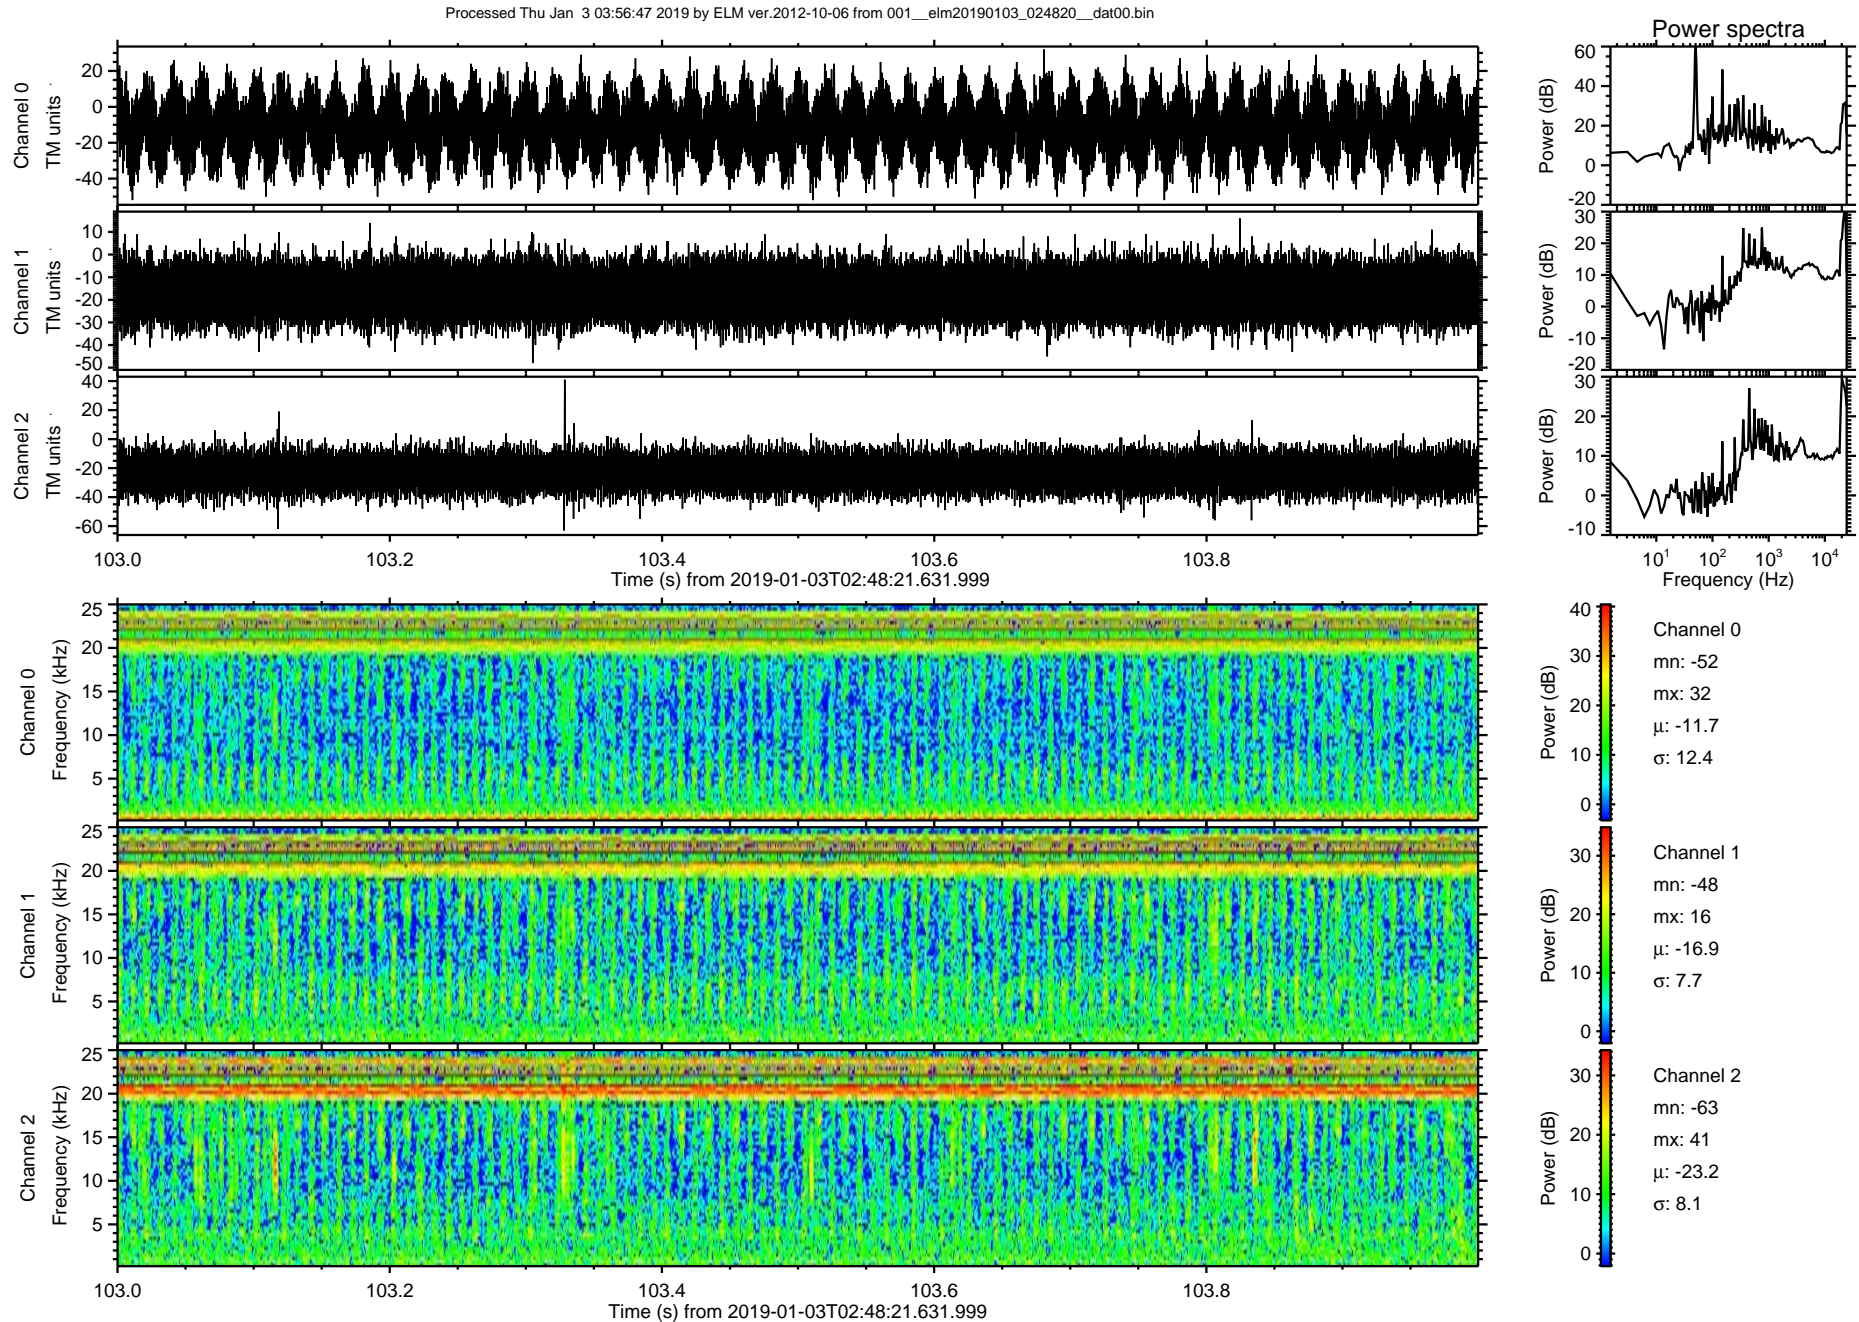 Processed Thu Jan  3 03:56:47 2019 by ELM ver.2012-10-06 from 001__elm20190103_024820__dat00.bin
Power spectra
Channel 0
TM units
20
0
-20
-40
Power (dB)
60
40
20
0
-20
Channel 1
TM units
10
0
-10
-20
-30
-40
-50
Power (dB)
30
20
10
0
-10
-20
Channel 2
TM units
40
20
0
-20
-40
-60
Power (dB)
30
20
10
0
-10
103.0 103.2 103.4 103.6 103.8
Time (s) from 2019-01-03T02:48:21.631.999
10¹ 10² 10³ 10⁴
Frequency (Hz)
Channel 0
Frequency (kHz)
25
20
15
10
5
Power (dB)
40
30
20
10
0
Channel 0
mn: -52
mx: 32
µ: -11.7
σ: 12.4
Channel 1
Frequency (kHz)
25
20
15
10
5
Power (dB)
30
20
10
0
Channel 1
mn: -48
mx: 16
µ: -16.9
σ: 7.7
Channel 2
Frequency (kHz)
25
20
15
10
5
Power (dB)
30
20
10
0
Channel 2
mn: -63
mx: 41
µ: -23.2
σ: 8.1
103.0 103.2 103.4 103.6 103.8
Time (s) from 2019-01-03T02:48:21.631.999